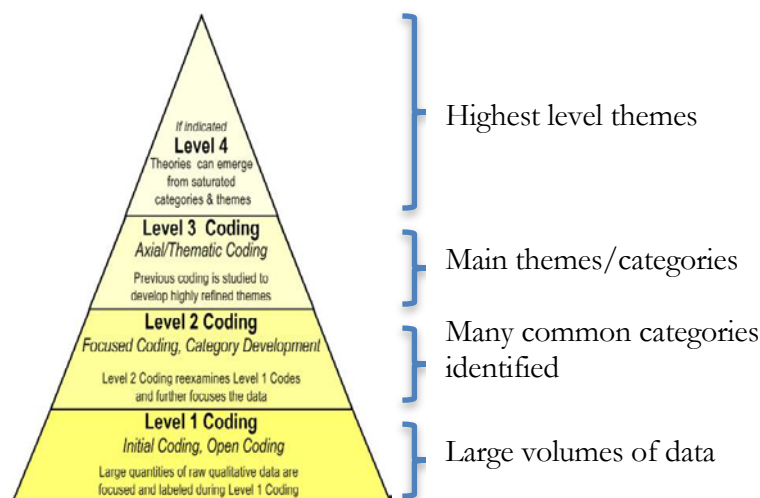 If indicated
Level 4
Theories can emerge
from saturated
categories & themes
Highest level themes
Level 3 Coding
Axial/Thematic Coding
Previous coding is studied to
develop highly refined themes
Main themes/categories
Level 2 Coding
Focused Coding, Category Development
Level 2 Coding reexamines Level 1 Codes
and further focuses the data
Many common categories
identified
Level 1 Coding
Initial Coding, Open Coding
Large quantities of raw qualitative data are
focused and labeled during Level 1 Coding
Large volumes of data